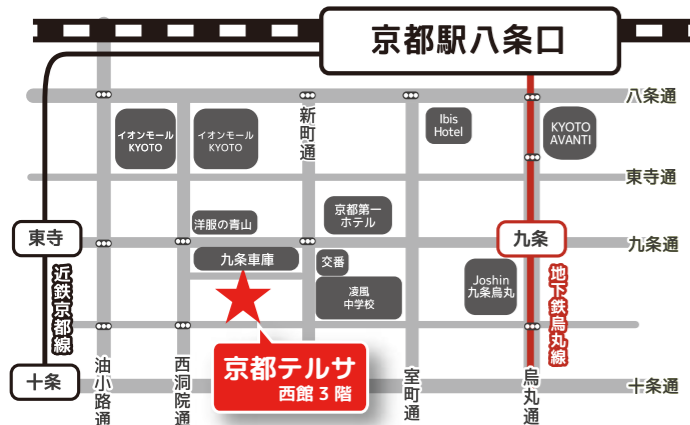 京都駅八条口
八条通
イオンモール
KYOTO
イオンモール
KYOTO
新町通
Ibis
Hotel
KYOTO
AVANTI
東寺通
洋服の青山
京都第一
ホテル
東寺
九条
九条通
九条車庫
交番
近鉄京都線
凌風
中学校
Joshin
九条烏丸
地下鉄烏丸線
京都テルサ
西館3階
十条
油小路通
西洞院通
室町通
烏丸通
十条通